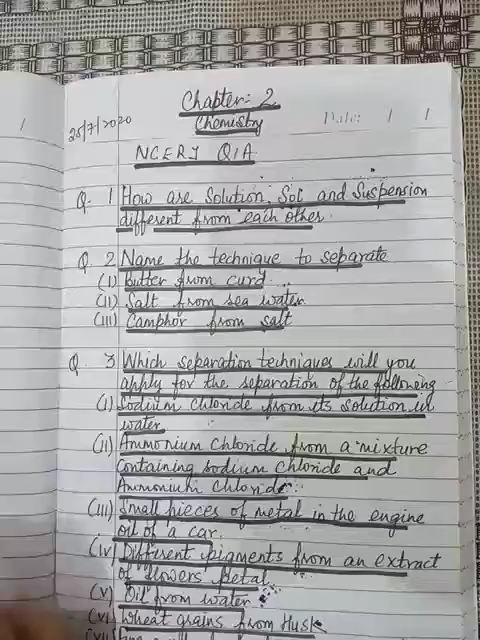 Chapter: 2
25/7/2020
Chemistry
Date: / /
NCERT Q/A
Q. 1 How are Solution, Sol and Suspension
different from each other.
Q. 2 Name the technique to separate
(i) Butter from curd
(ii) Salt from sea water
(iii) Camphor from salt
Q. 3 Which separation techniques will you
apply for the separation of the following
(i) Sodium chloride from its solution in
water
(ii) Ammonium chloride from a mixture
containing sodium chloride and
Ammonium chloride
(iii) Small pieces of metal in the engine
oil of a car.
(iv) Different pigments from an extract
of flowers Petal
(v) Oil from water
(vi) Wheat grains from Husk